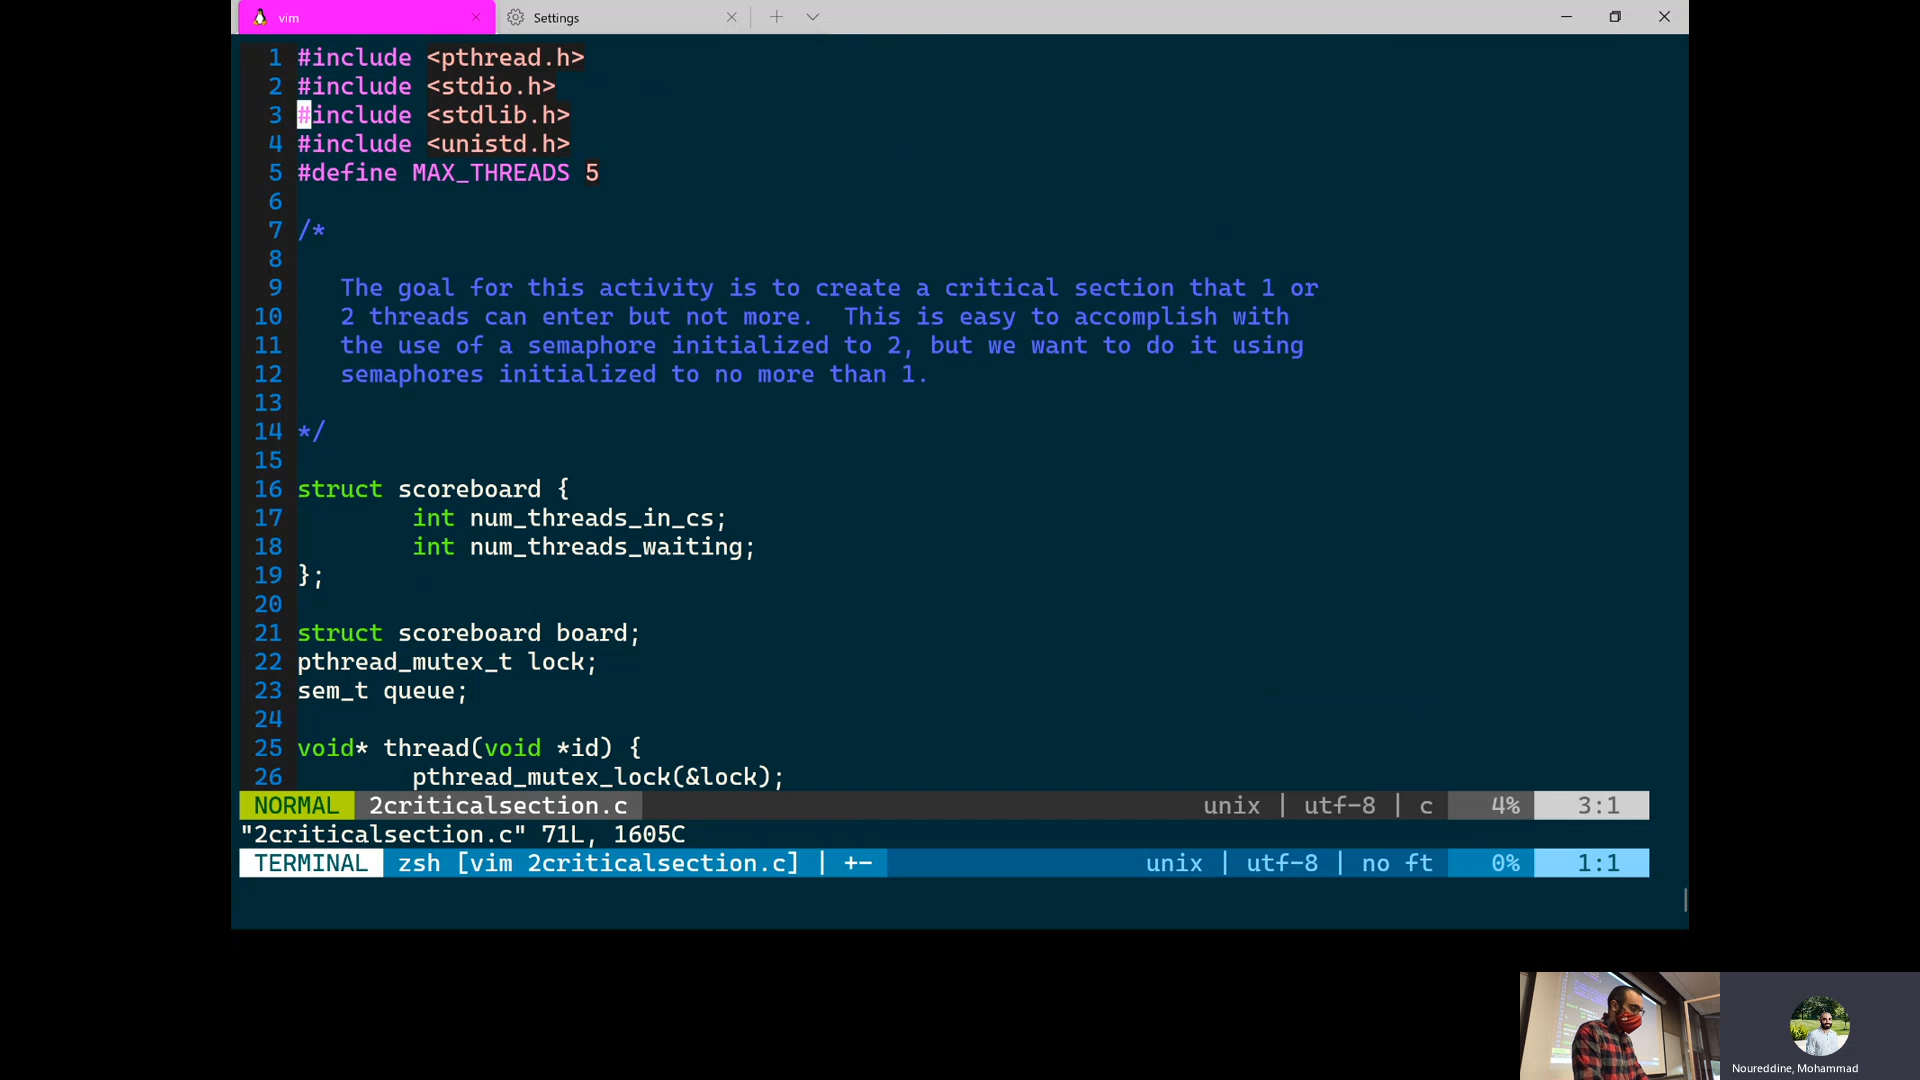 vim
Settings
1 #include <pthread.h>
2 #include <stdio.h>
3 #include <stdlib.h>
4 #include <unistd.h>
5 #define MAX_THREADS 5
6
7 /*
8
9 The goal for this activity is to create a critical section that 1 or
10 2 threads can enter but not more.  This is easy to accomplish with
11 the use of a semaphore initialized to 2, but we want to do it using
12 semaphores initialized to no more than 1.
13
14 */
15
16 struct scoreboard {
17 int num_threads_in_cs;
18 int num_threads_waiting;
19 };
20
21 struct scoreboard board;
22 pthread_mutex_t lock;
23 sem_t queue;
24
25 void* thread(void *id) {
26 pthread_mutex_lock(&lock);
NORMAL 2criticalsection.c unix | utf-8 | c 4% 3:1
"2criticalsection.c" 71L, 1605C
TERMINAL zsh [vim 2criticalsection.c] | +- unix | utf-8 | no ft 0% 1:1
Noureddine, Mohammad